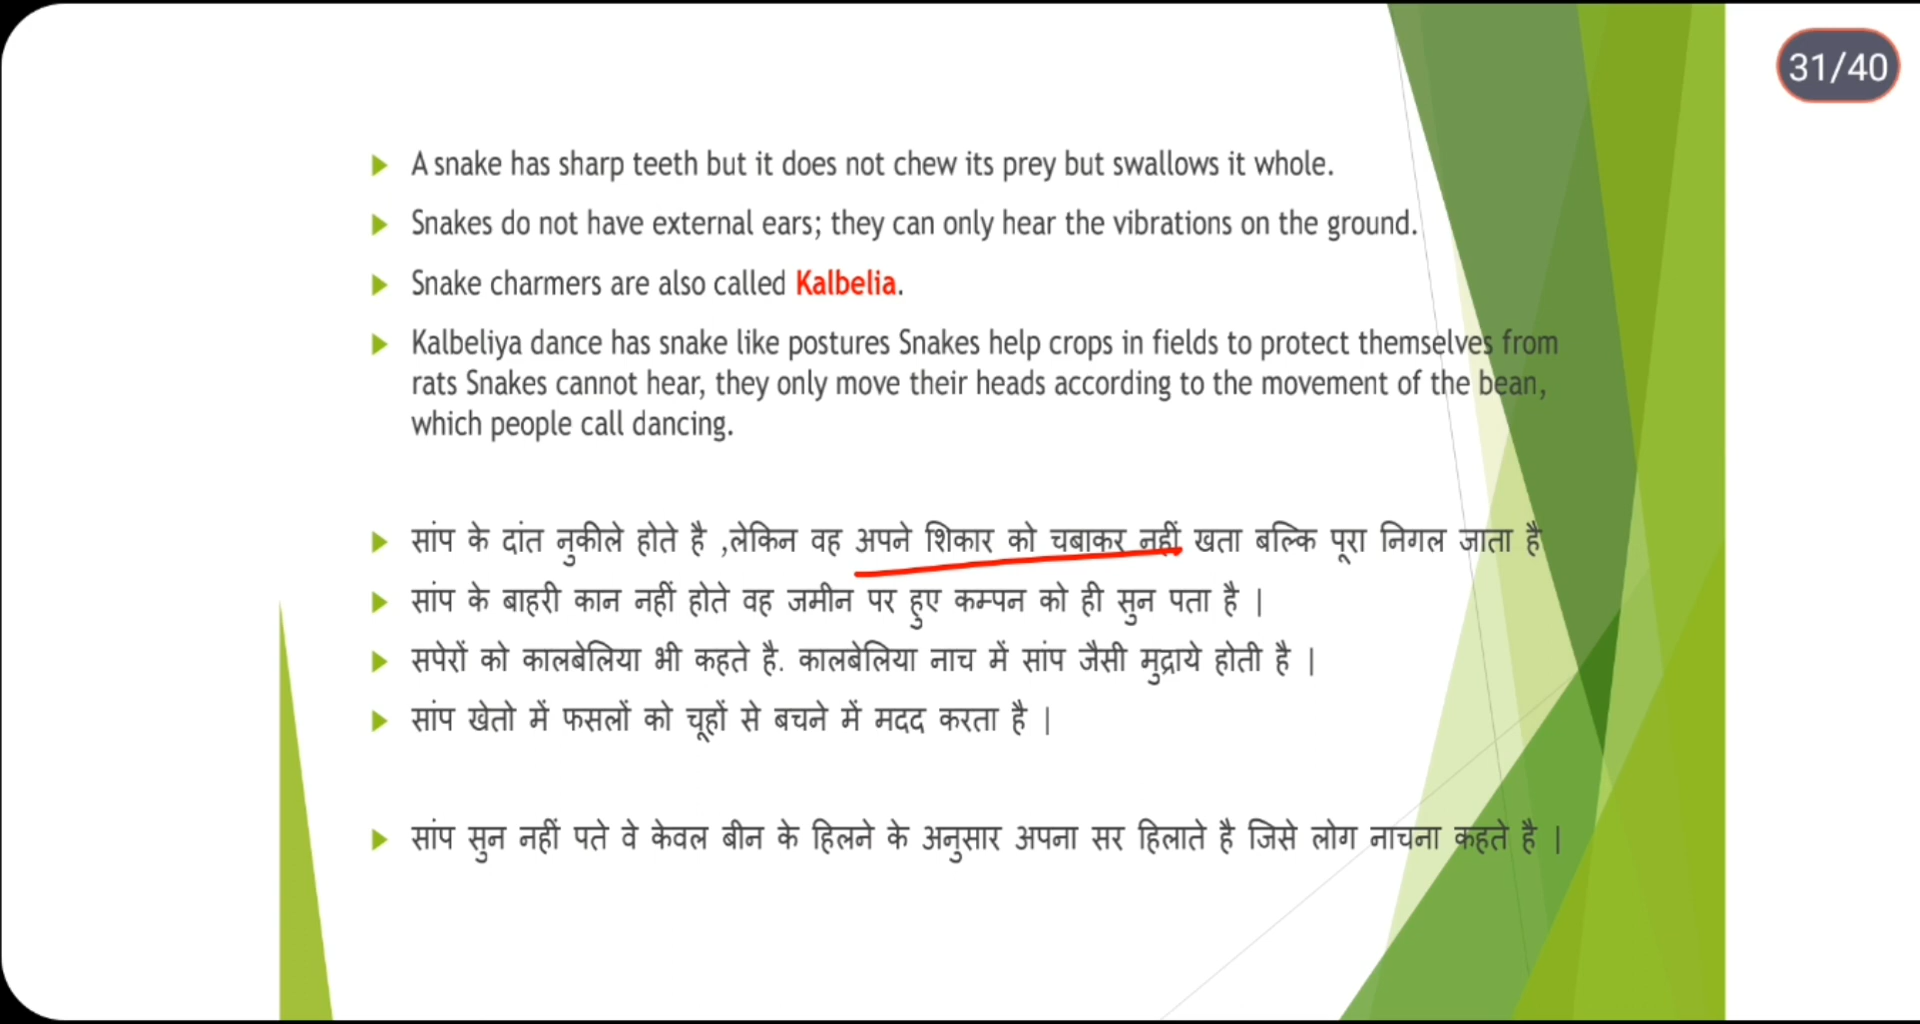 31/40
A snake has sharp teeth but it does not chew its prey but swallows it whole.
Snakes do not have external ears; they can only hear the vibrations on the ground.
Snake charmers are also called Kalbelia.
Kalbeliya dance has snake like postures Snakes help crops in fields to protect themselves from
rats Snakes cannot hear, they only move their heads according to the movement of the bean,
which people call dancing.
सांप के दांत नुकीले होते है ,लेकिन वह अपने शिकार को चबाकर नहीं खता बल्कि पूरा निगल जाता है
सांप के बाहरी कान नहीं होते वह जमीन पर हुए कम्पन को ही सुन पता है |
सपेरों को कालबेलिया भी कहते है. कालबेलिया नाच में सांप जैसी मुद्राये होती है |
सांप खेतो में फसलों को चूहों से बचने में मदद करता है |
सांप सुन नहीं पते वे केवल बीन के हिलने के अनुसार अपना सर हिलाते है जिसे लोग नाचना कहते है |